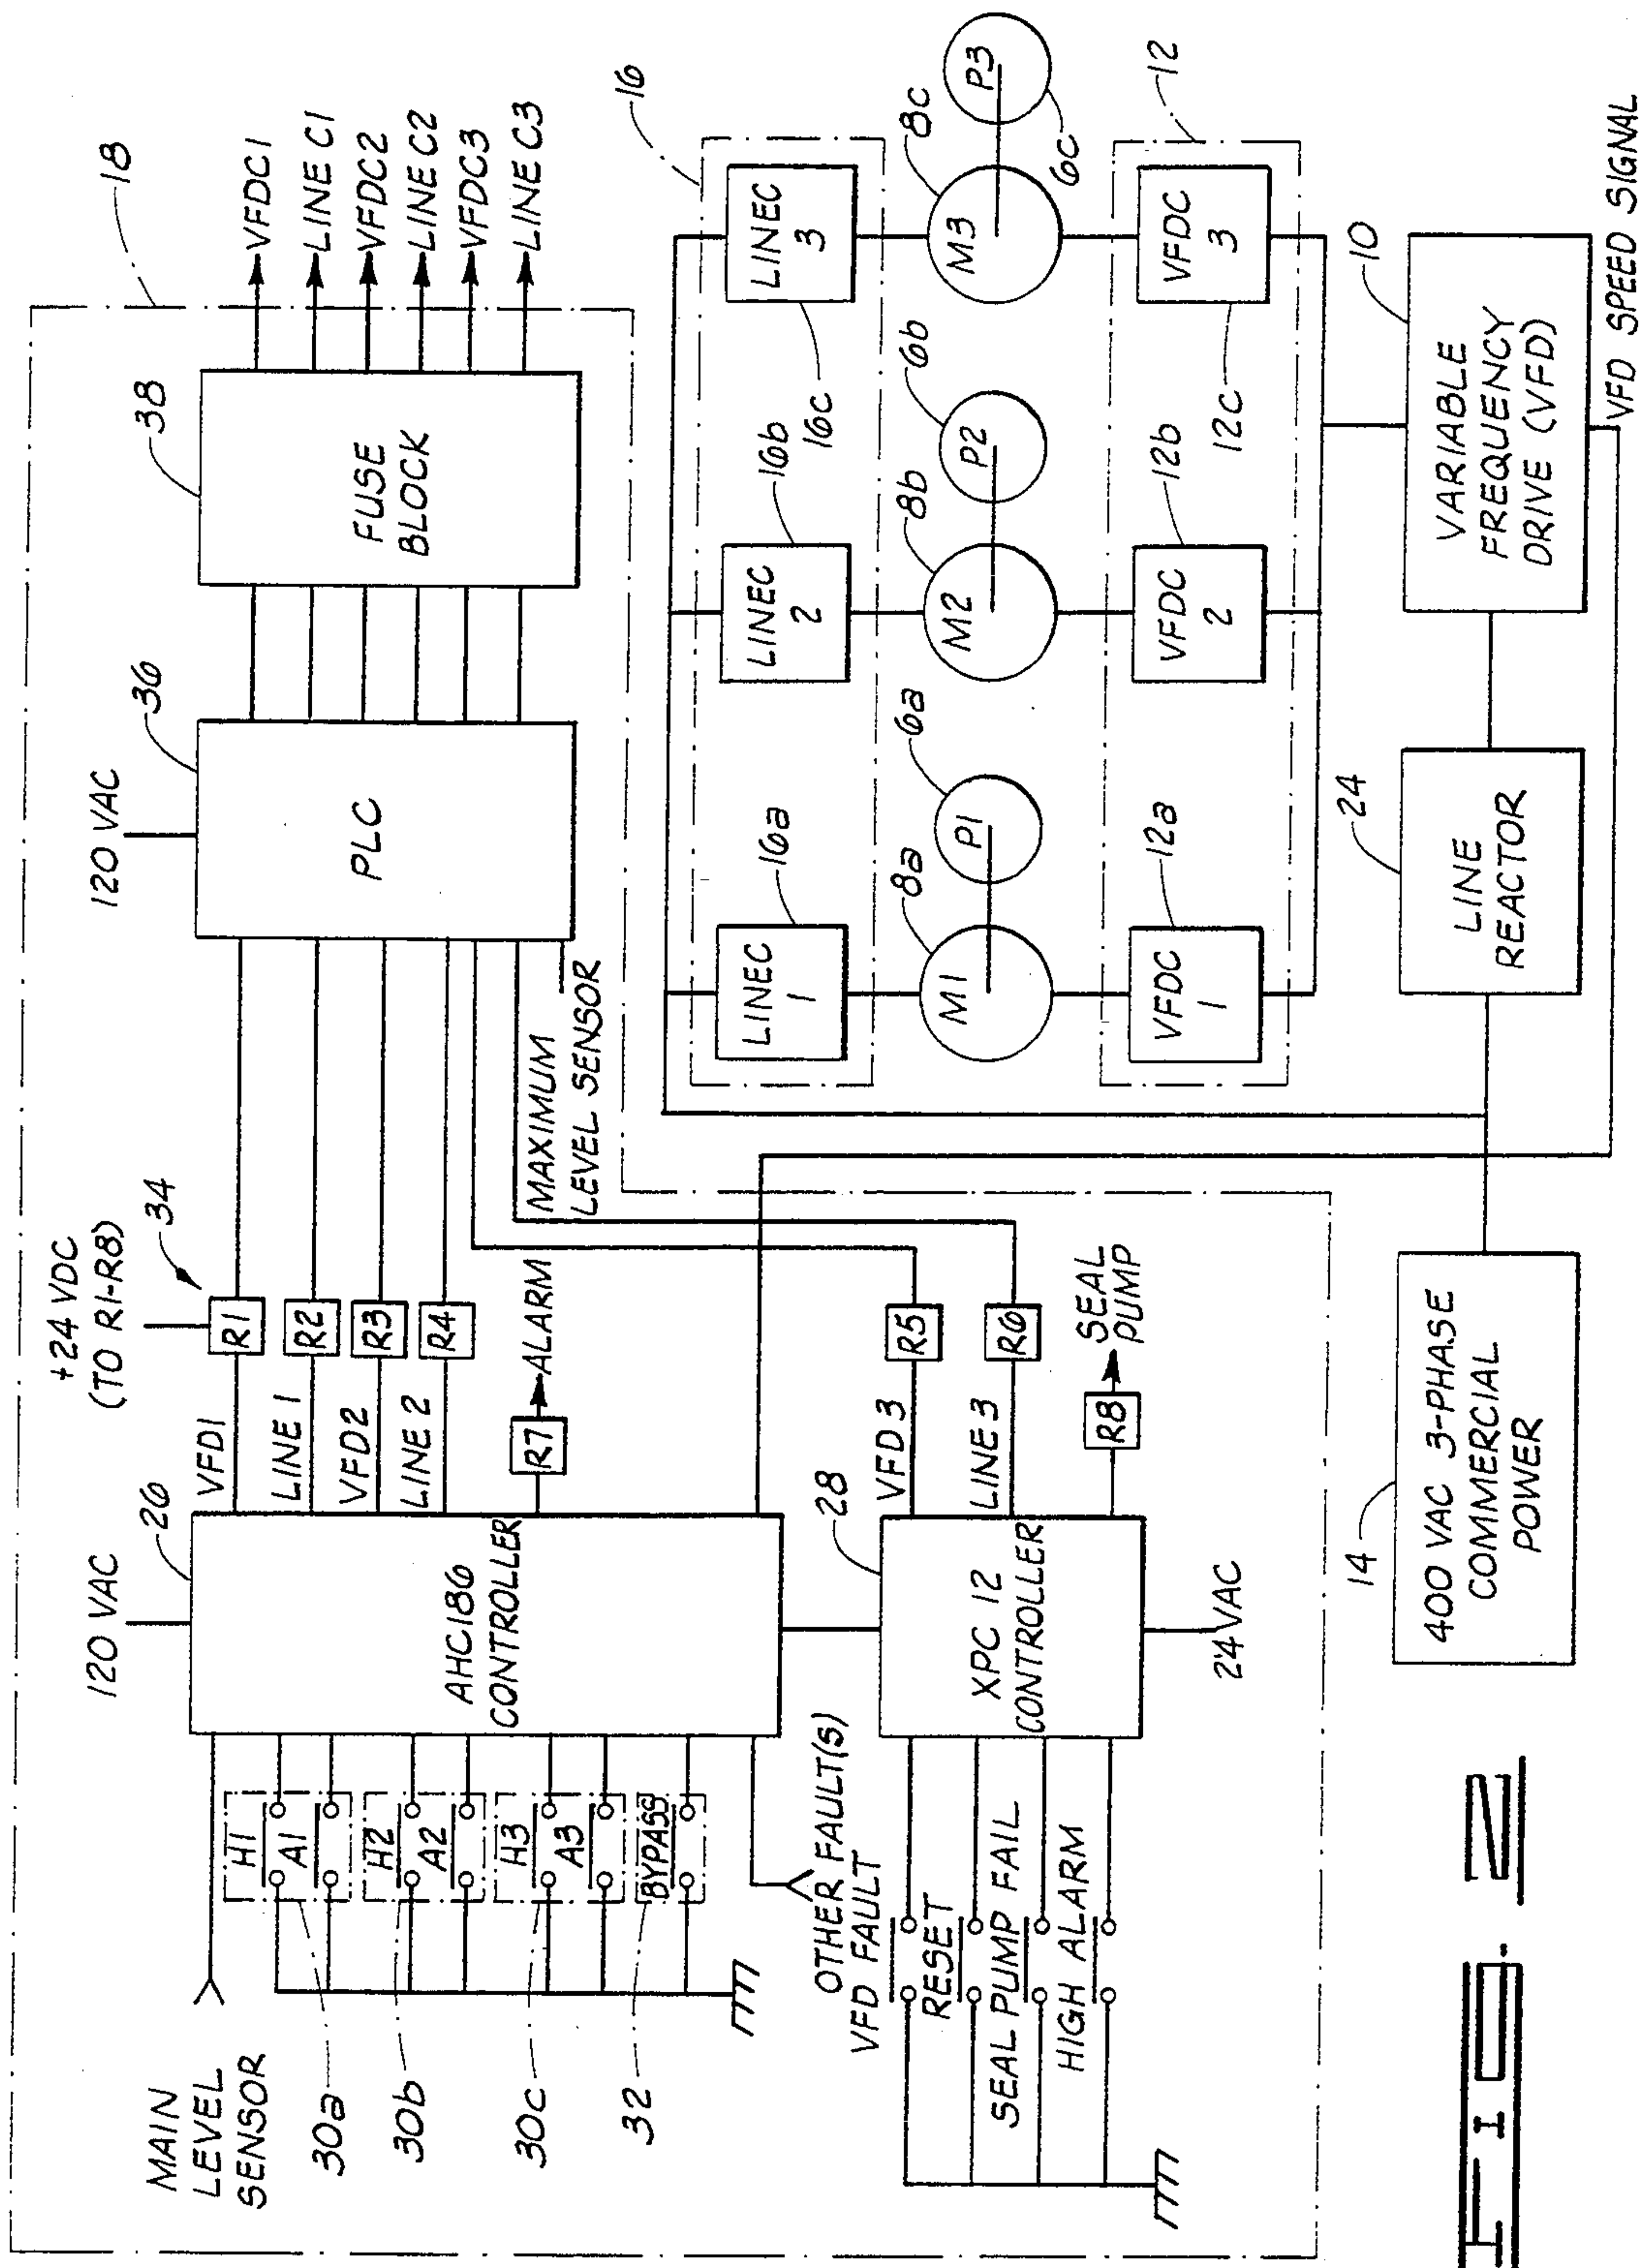 MAIN
LEVEL
SENSOR
30a
30b
30c
32
H1
A1
H2
A2
H3
A3
BYPASS
120 VAC
26
AHC186
CONTROLLER
VFD1
LINE 1
VFD2
LINE 2
+24 VDC
(TO R1-R8)
34
R1
R2
R3
R4
R7
ALARM
MAXIMUM
LEVEL SENSOR
120 VAC
36
PLC
38
FUSE
BLOCK
18
VFDC1
LINE C1
VFDC2
LINE C2
VFDC3
LINE C3
OTHER FAULT(S)
VFD FAULT
RESET
SEAL PUMP FAIL
HIGH ALARM
28
XPC 12
CONTROLLER
24 VAC
VFD 3
LINE 3
R5
R6
R8
SEAL
PUMP
16
LINEC
1
16a
LINEC
2
16b
LINEC
3
16c
M1
8a
P1
6a
M2
8b
P2
6b
M3
8c
P3
6c
12
VFDC
1
12a
VFDC
2
12b
VFDC
3
12c
14
400 VAC 3-PHASE
COMMERCIAL
POWER
24
LINE
REACTOR
10
VARIABLE
FREQUENCY
DRIVE (VFD)
VFD SPEED SIGNAL
FIG. 2